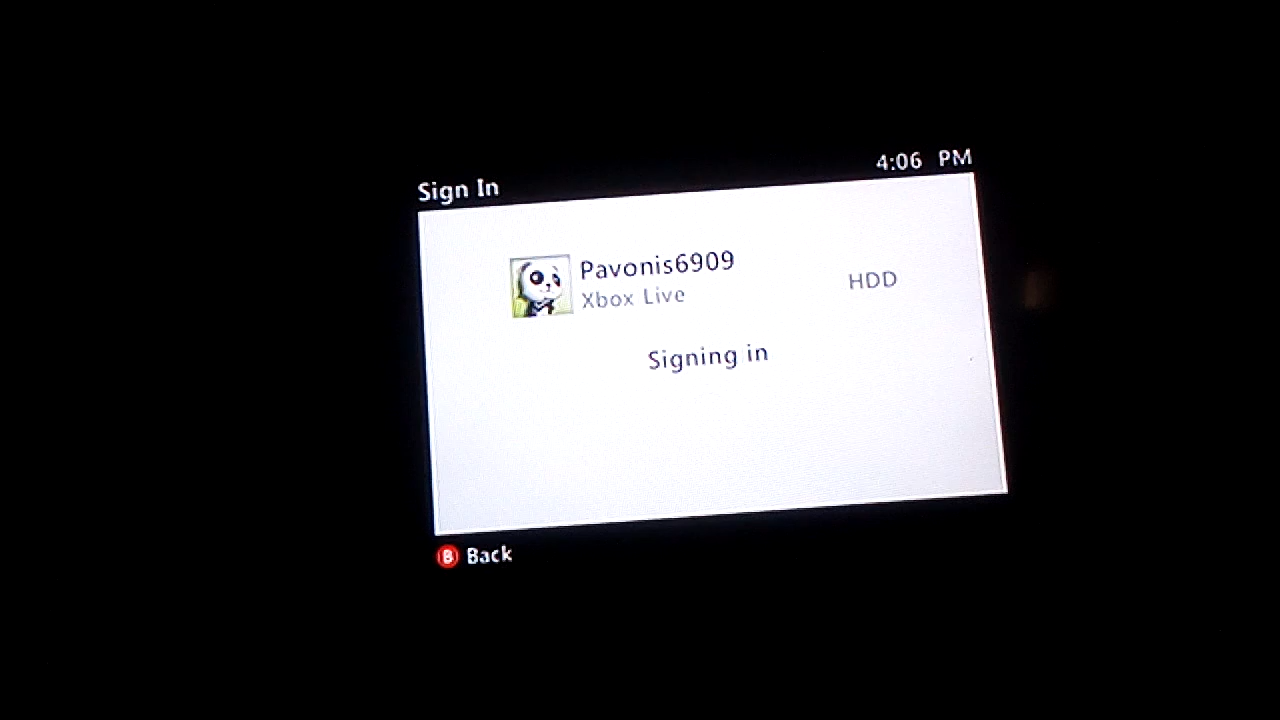 4:06 PM
Sign In
Pavonis6909
Xbox Live
HDD
Signing in
B Back